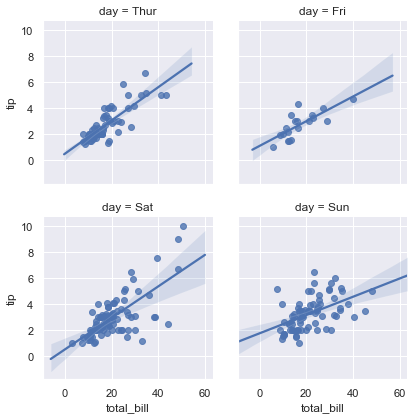 day = Thur
day = Fri
10
8
6
4
2
0
tip
day = Sat
day = Sun
10
8
6
4
2
0
tip
0 20 40 60
0 20 40 60
total_bill
total_bill